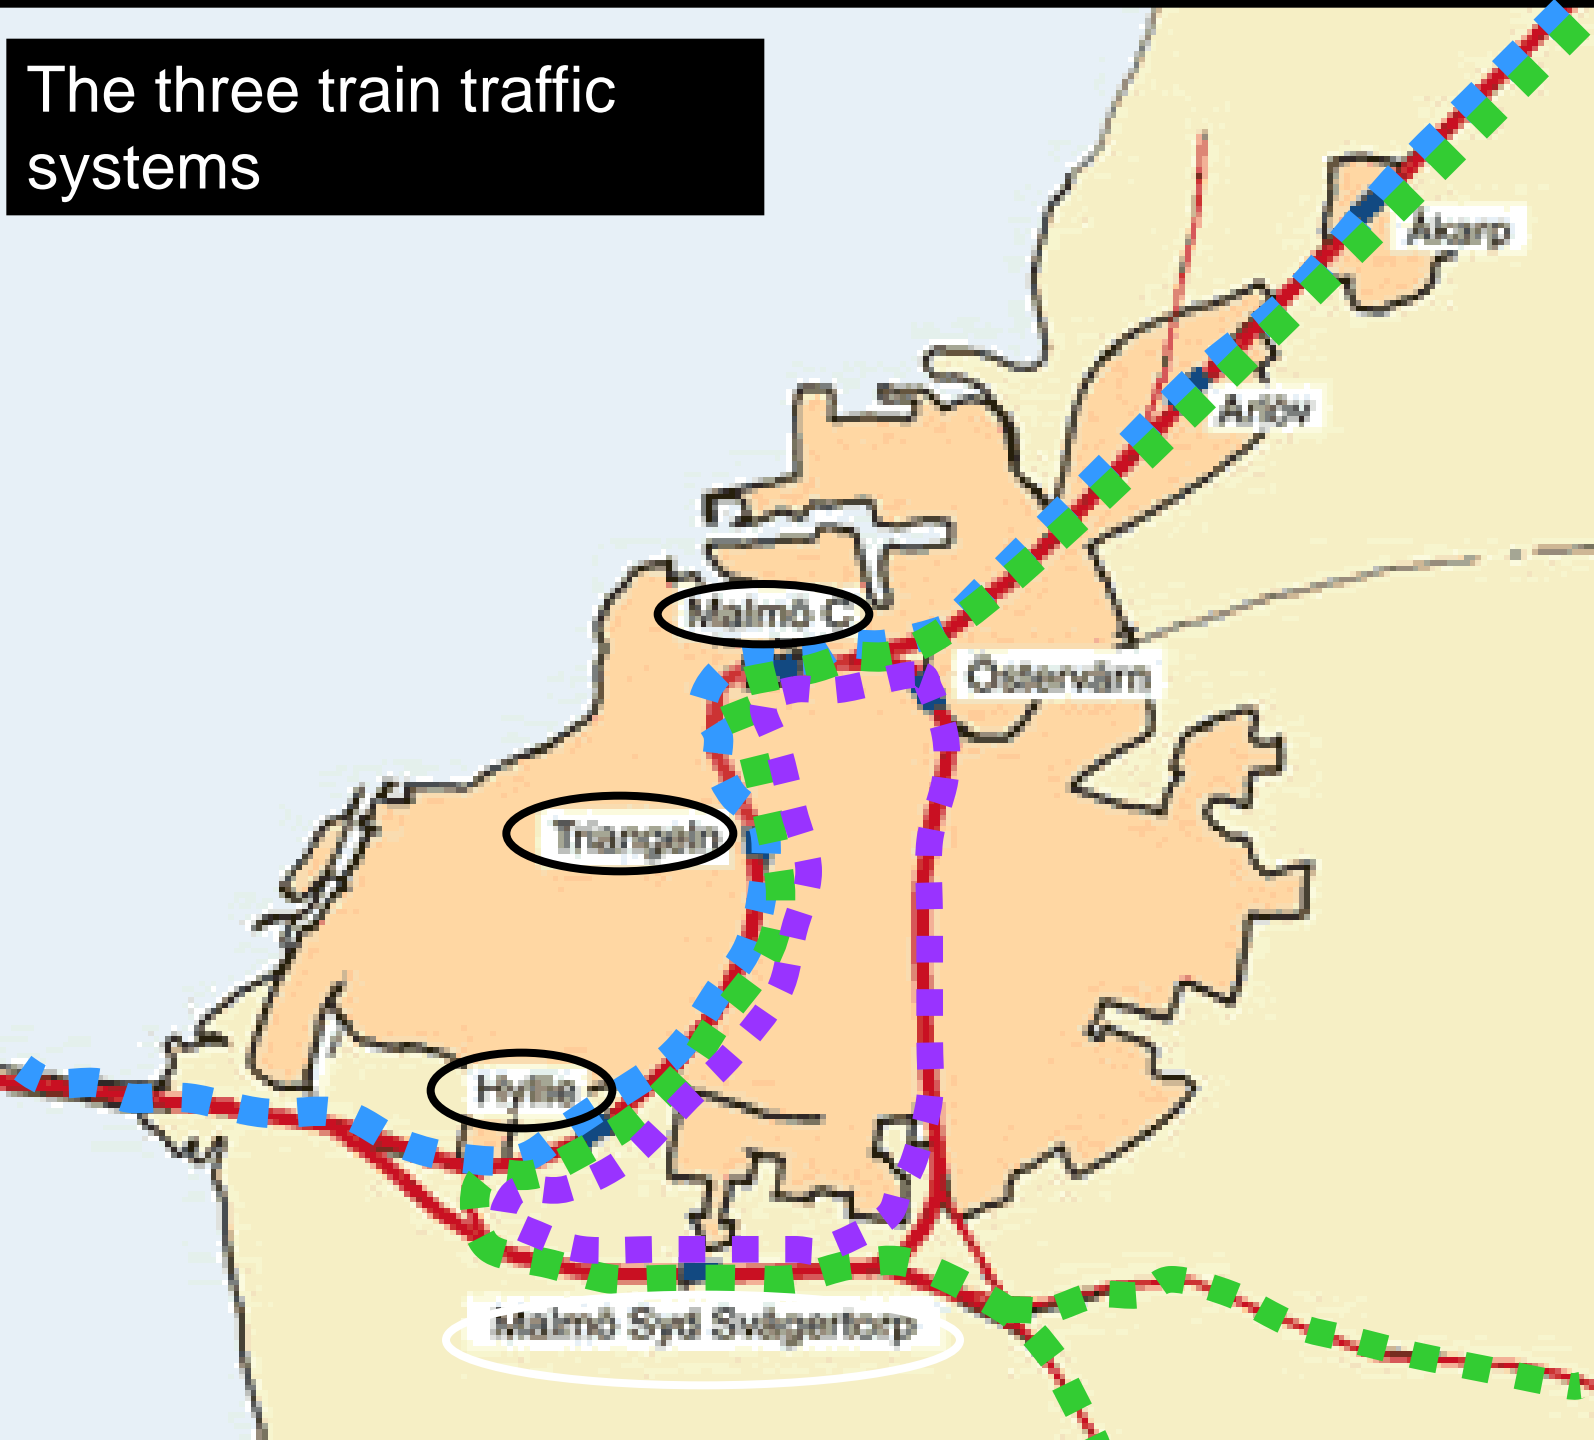 The three train traffic
systems
Åkarp
Arlöv
Malmö C
Östervärn
Triangeln
Hyllie
Malmö Syd Svågertorp